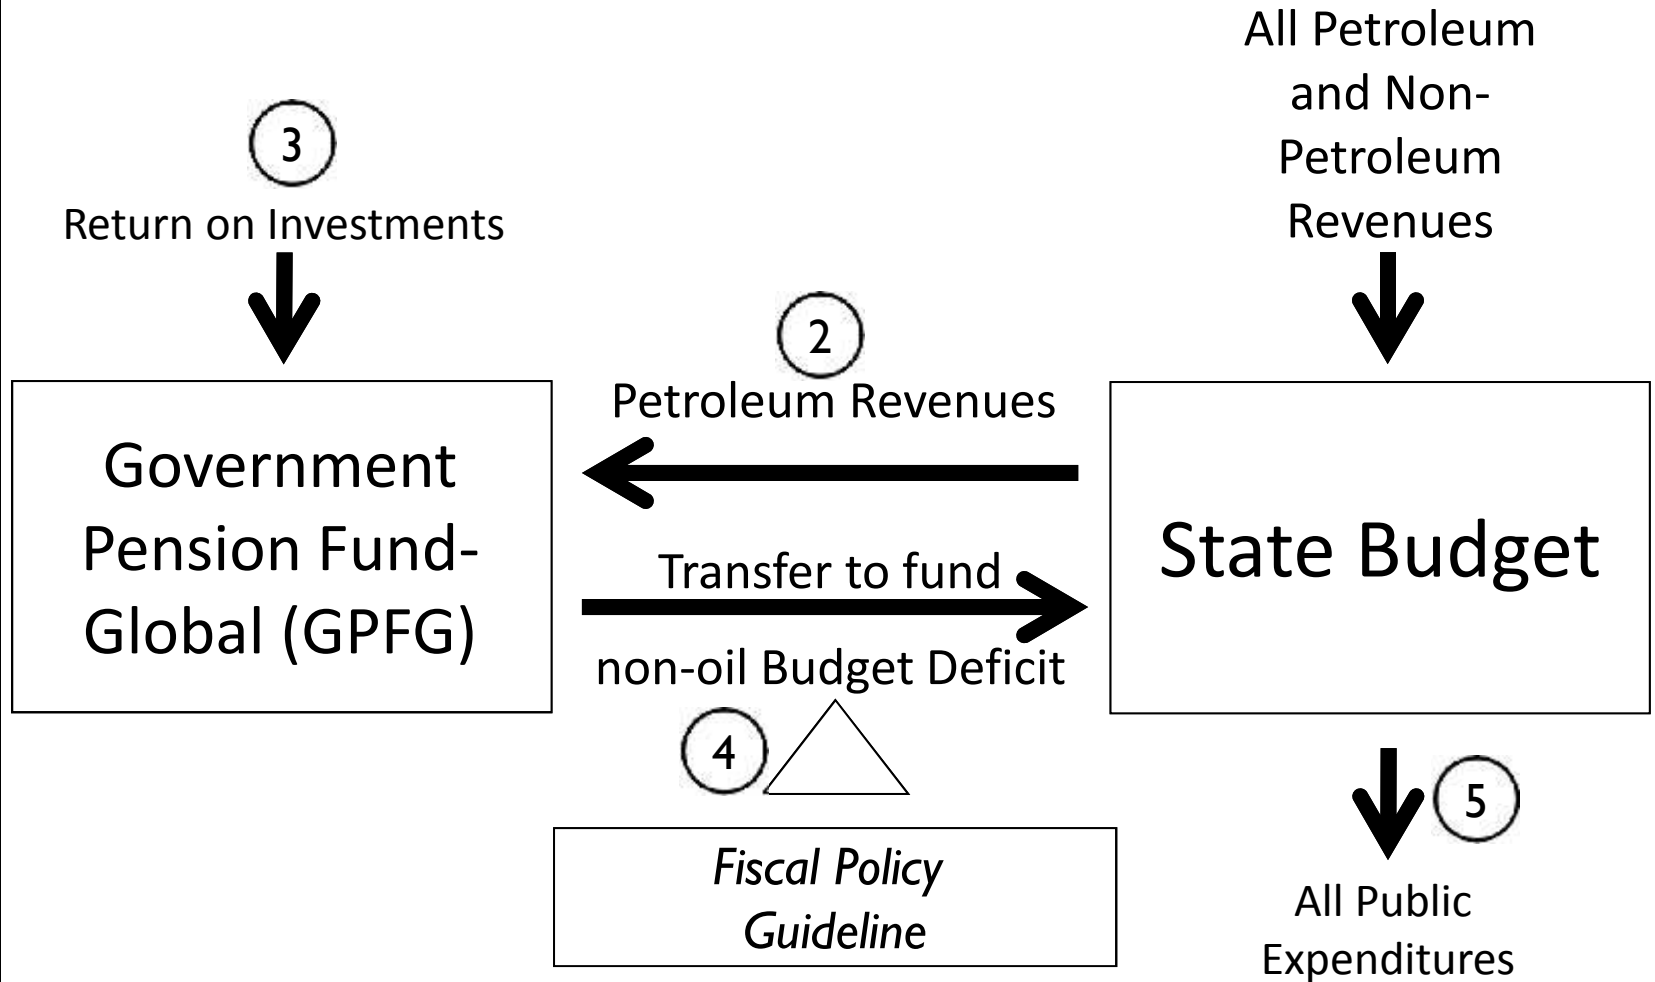 All Petroleum
and Non-
Petroleum
Revenues
3
Return on Investments
2
Petroleum Revenues
Government
Pension Fund-
Global (GPFG)
State Budget
Transfer to fund
non-oil Budget Deficit
4
5
Fiscal Policy
Guideline
All Public
Expenditures